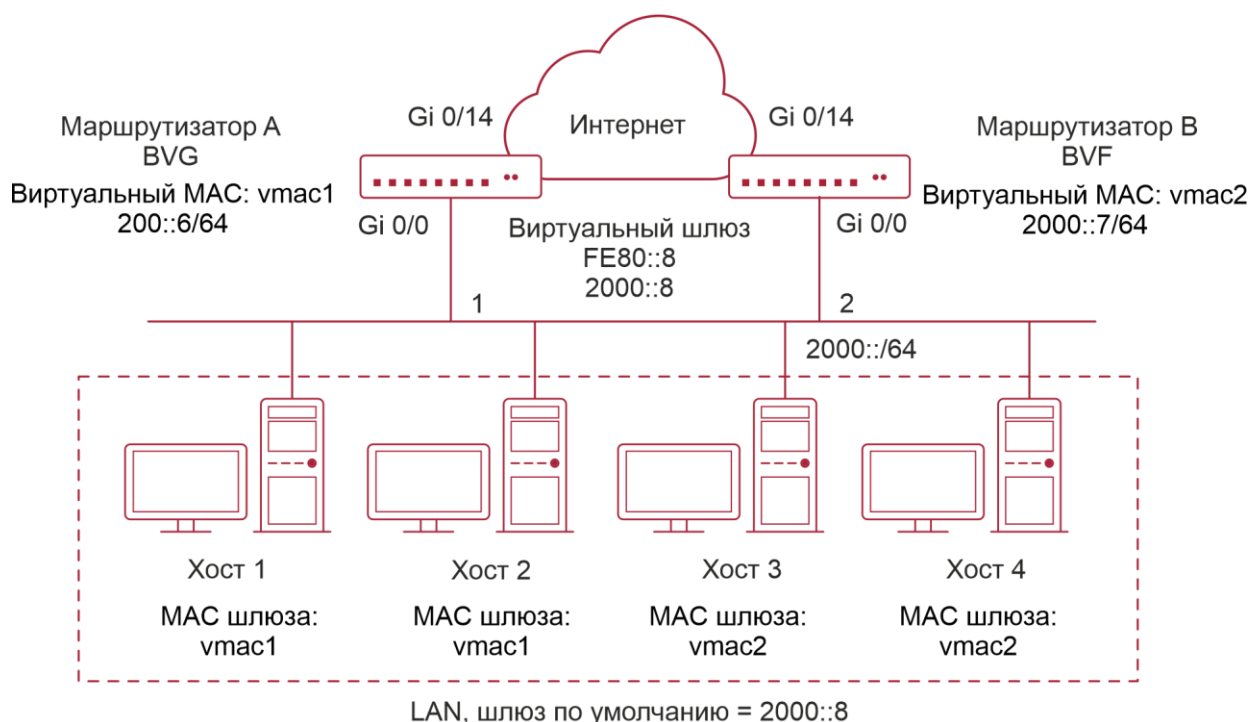 Gi 0/14
Интернет
Gi 0/14
Маршрутизатор A
BVG
Виртуальный MAC: vmac1
200::6/64
Маршрутизатор B
BVF
Виртуальный MAC: vmac2
2000::7/64
Gi 0/0
Виртуальный шлюз
FE80::8
2000::8
Gi 0/0
1
2
2000::/64
Хост 1
Хост 2
Хост 3
Хост 4
MAC шлюза:
vmac1
MAC шлюза:
vmac1
MAC шлюза:
vmac2
MAC шлюза:
vmac2
LAN, шлюз по умолчанию = 2000::8